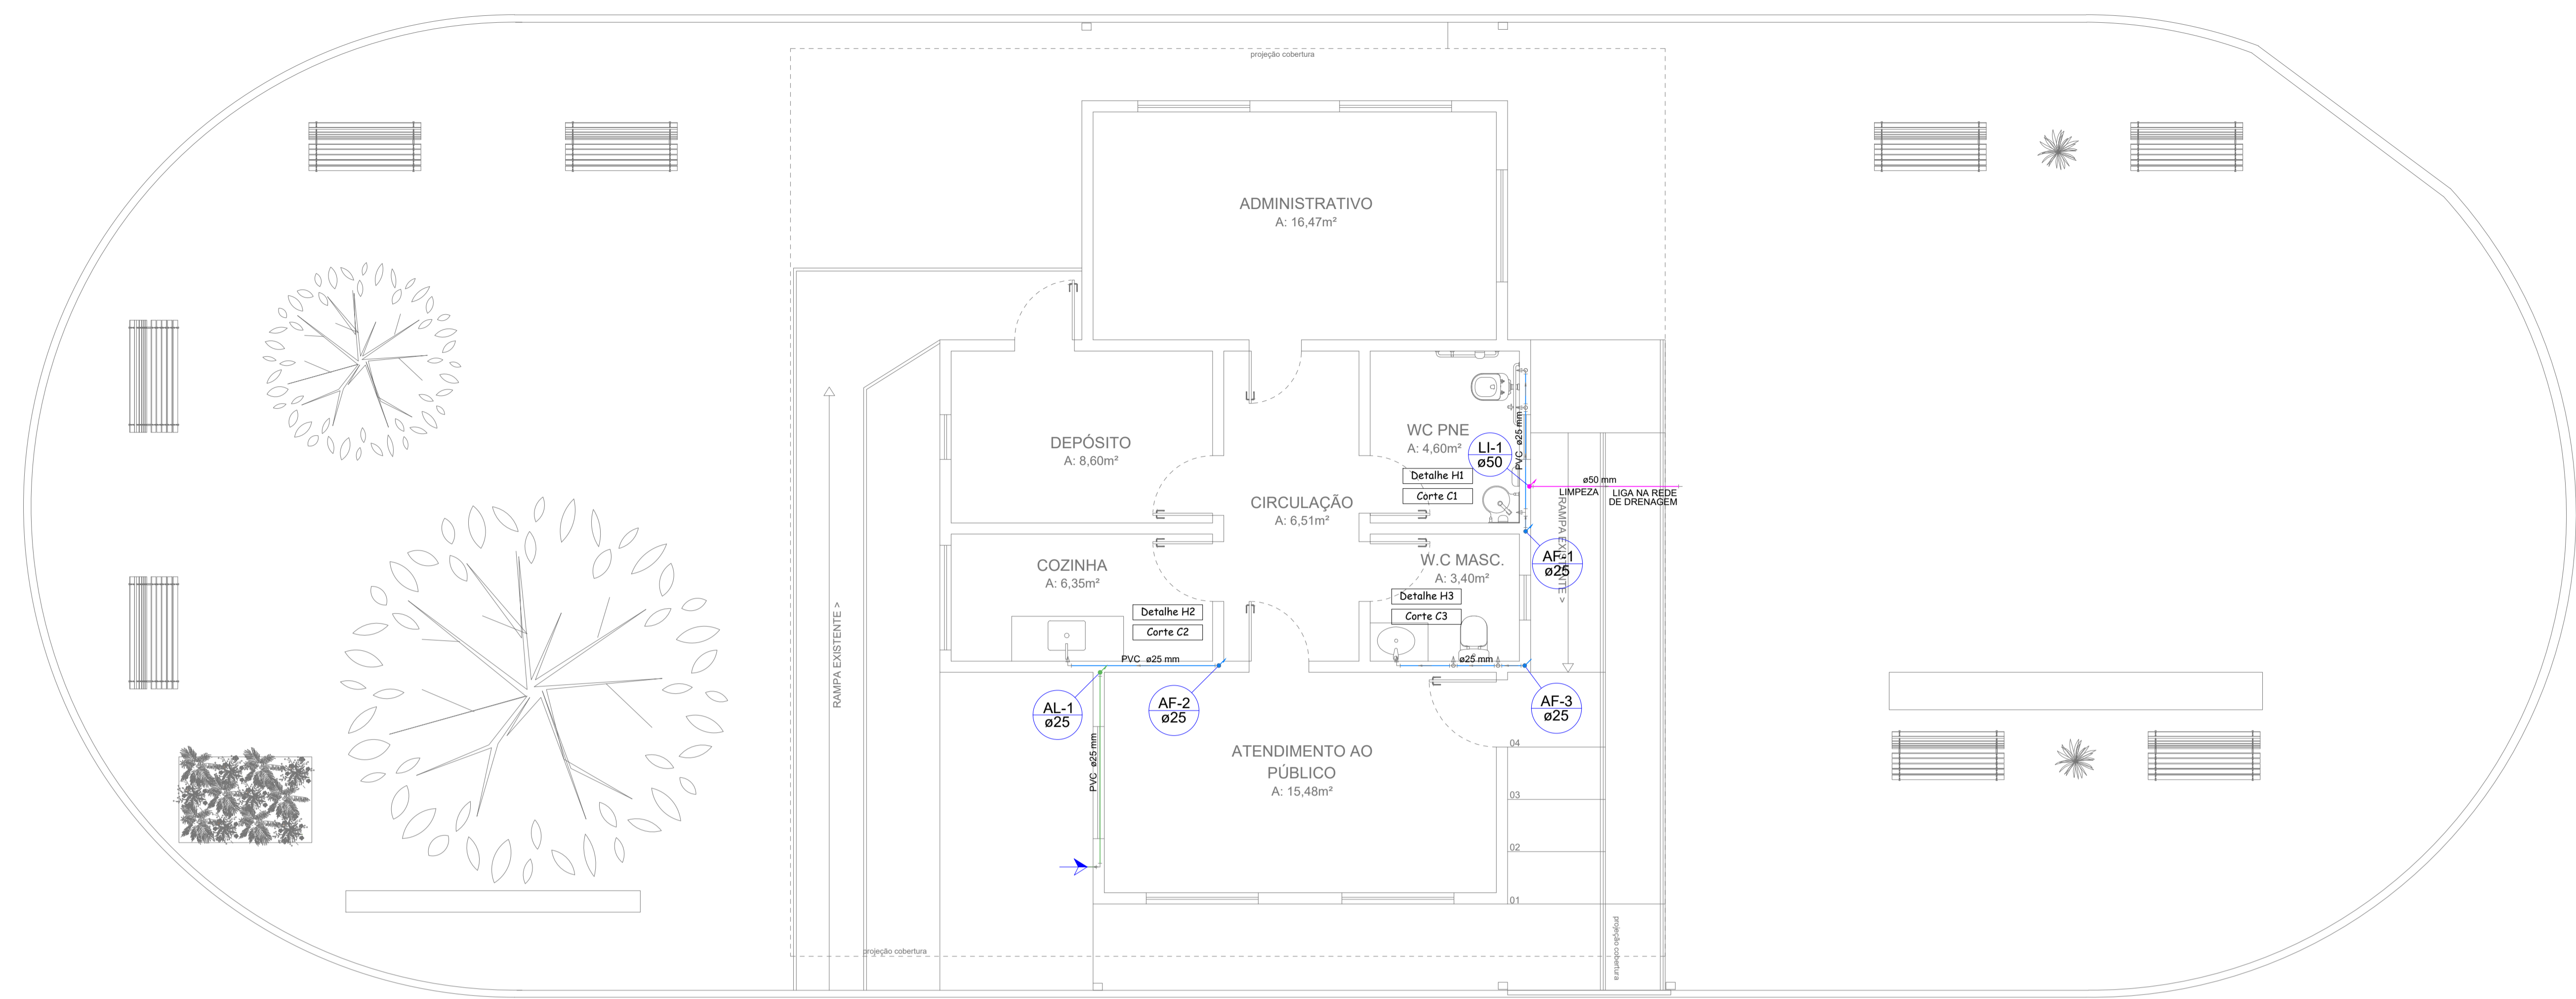 projeção cobertura
ADMINISTRATIVO
A: 16,47m²
DEPÓSITO
A: 8,60m²
WC PNE
A: 4,60m²
PVC ø25 mm
LI-1
ø50
Detalhe H1
Corte C1
ø50 mm
LIMPEZA
LIGA NA REDE
DE DRENAGEM
CIRCULAÇÃO
A: 6,51m²
RAMPA EXISTENTE >
AF-1
ø25
COZINHA
A: 6,35m²
W.C MASC.
A: 3,40m²
Detalhe H2
Corte C2
Detalhe H3
Corte C3
RAMPA EXISTENTE >
PVC ø25 mm
ø25 mm
AL-1
ø25
AF-2
ø25
AF-3
ø25
PVC ø25 mm
ATENDIMENTO AO
PÚBLICO
A: 15,48m²
04
03
02
01
projeção cobertura
projeção cobertura